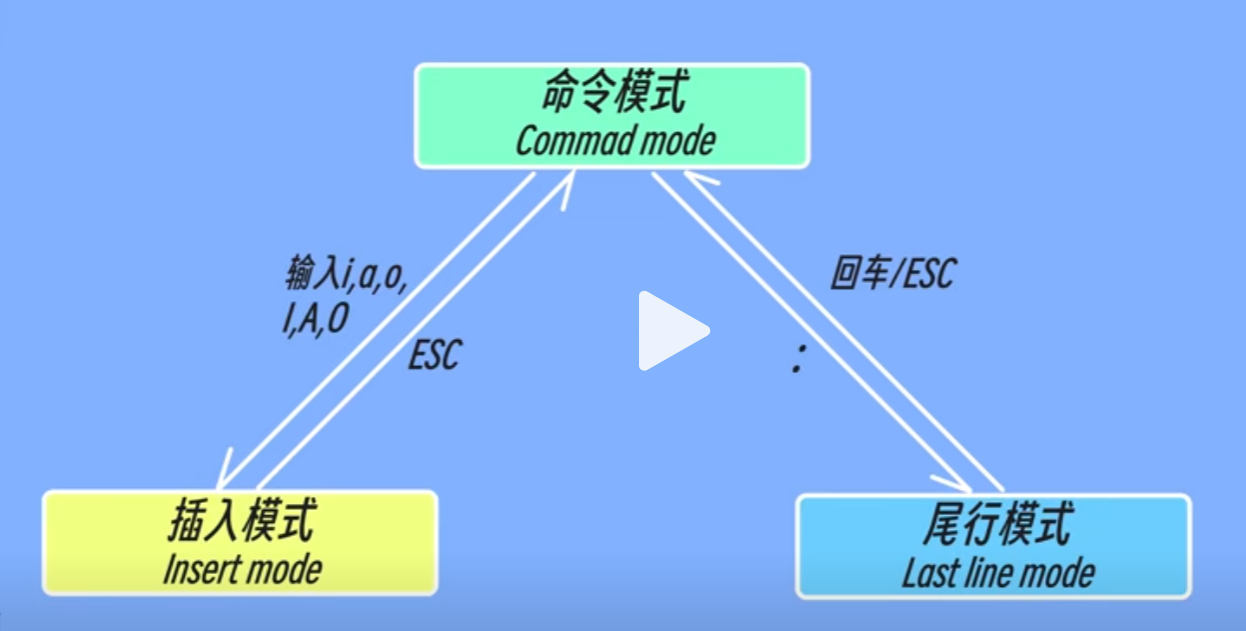 命令模式
Commad mode
输入i,a,o,
I,A,O
ESC
回车/ESC
:
插入模式
Insert mode
尾行模式
Last line mode